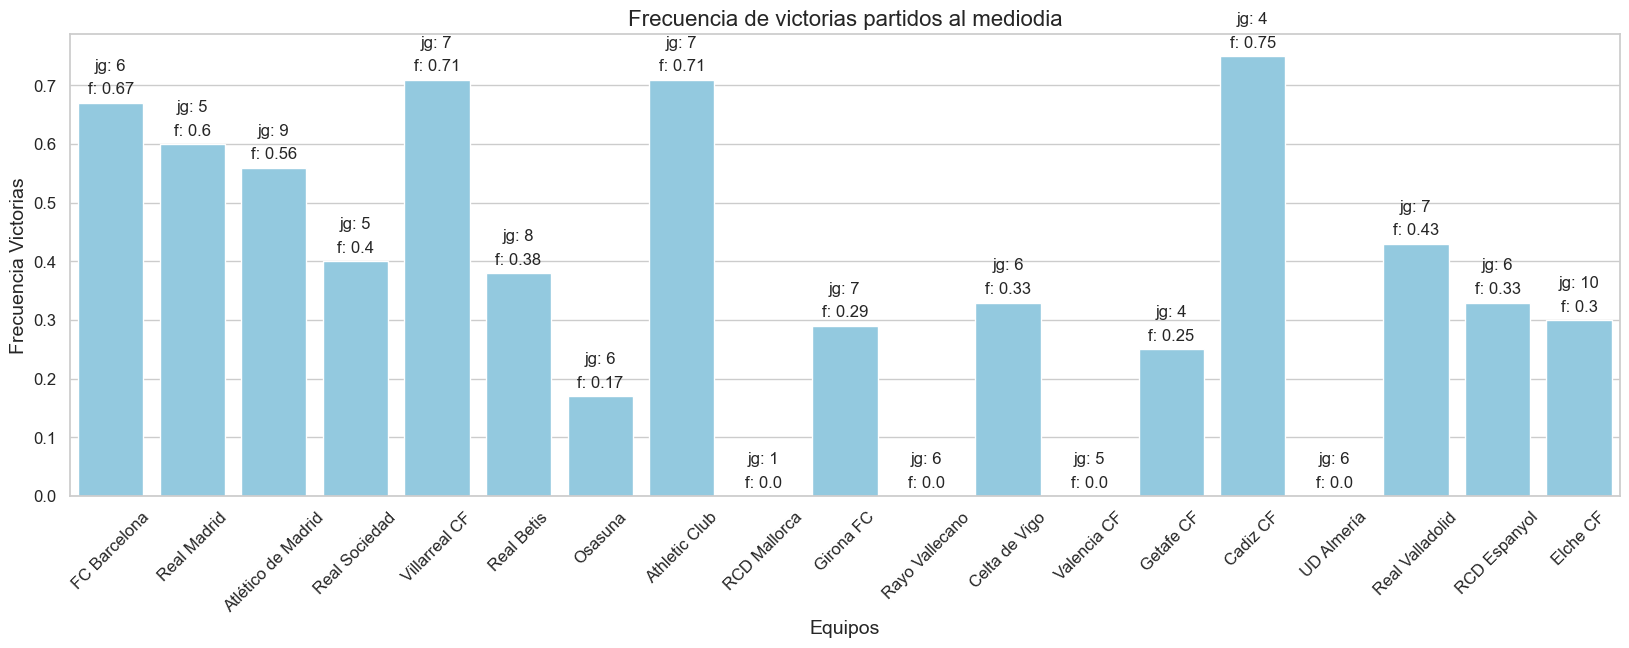 Frecuencia de victorias partidos al mediodia
Frecuencia Victorias
0.7
0.6
0.5
0.4
0.3
0.2
0.1
0.0
jg: 6
f: 0.67
jg: 5
f: 0.6
jg: 9
f: 0.56
jg: 5
f: 0.4
jg: 7
f: 0.71
jg: 8
f: 0.38
jg: 6
f: 0.17
jg: 7
f: 0.71
jg: 1
f: 0.0
jg: 7
f: 0.29
jg: 6
f: 0.0
jg: 6
f: 0.33
jg: 5
f: 0.0
jg: 4
f: 0.25
jg: 4
f: 0.75
jg: 6
f: 0.0
jg: 7
f: 0.43
jg: 6
f: 0.33
jg: 10
f: 0.3
FC Barcelona
Real Madrid
Atlético de Madrid
Real Sociedad
Villarreal CF
Real Betis
Osasuna
Athletic Club
RCD Mallorca
Girona FC
Rayo Vallecano
Celta de Vigo
Valencia CF
Getafe CF
Cadiz CF
UD Almería
Real Valladolid
RCD Espanyol
Elche CF
Equipos